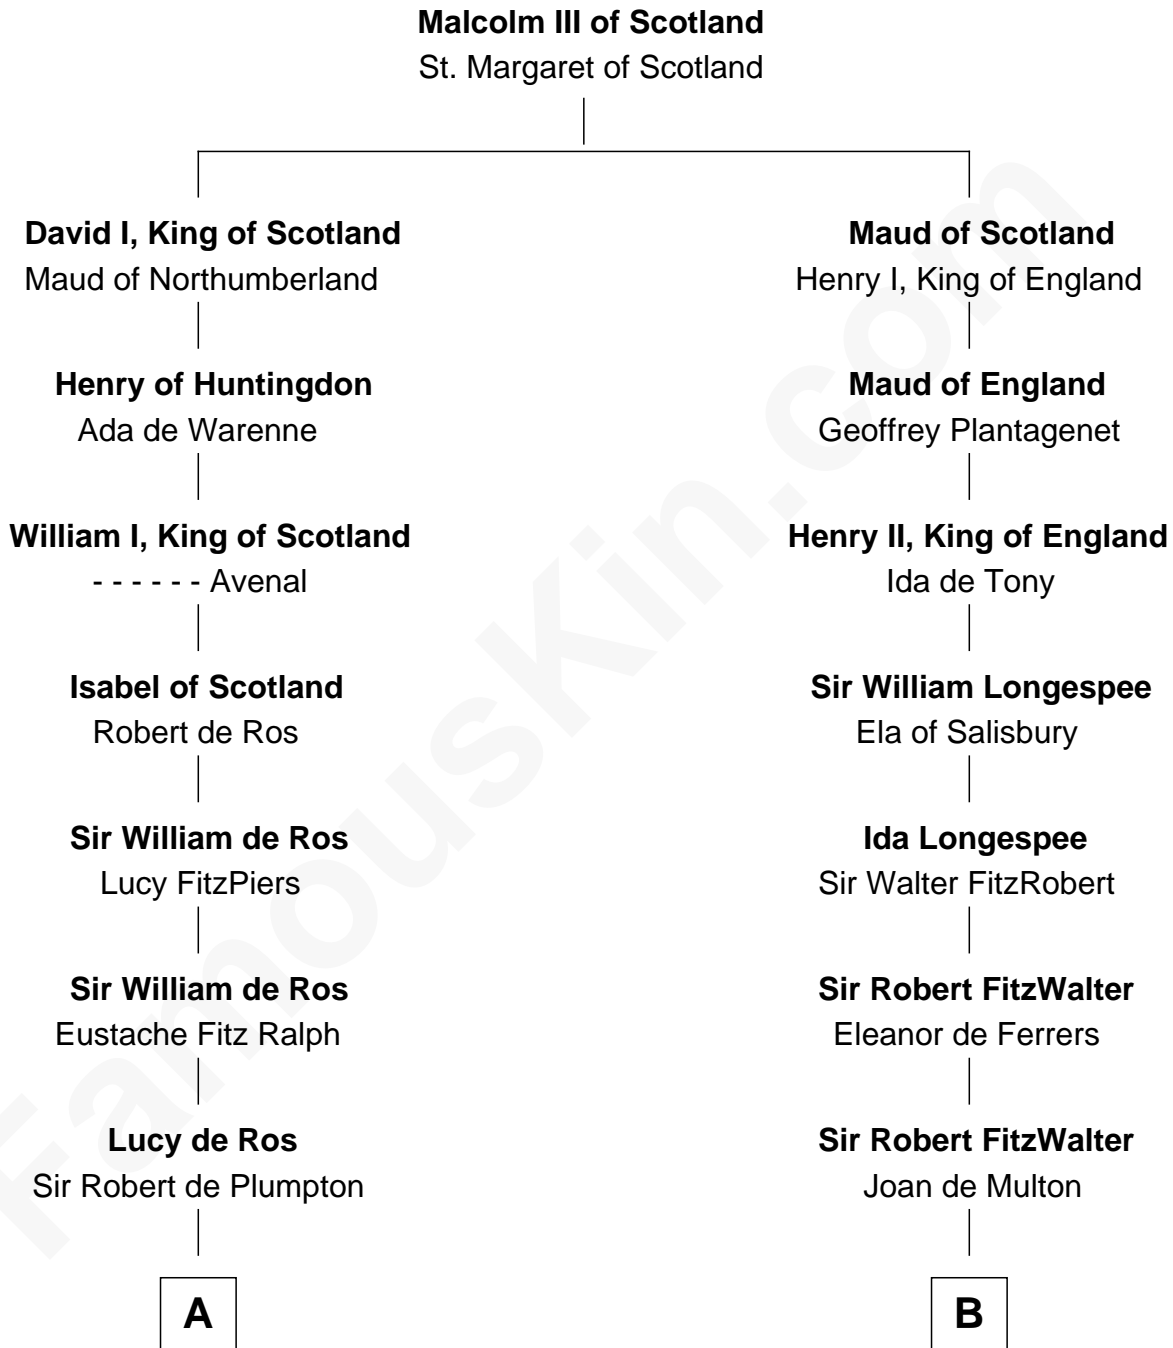 Malcolm III of Scotland
St. Margaret of Scotland
David I, King of Scotland
Maud of Northumberland
Henry of Huntingdon
Ada de Warenne
William I, King of Scotland
- - - - - - Avenal
Isabel of Scotland
Robert de Ros
Sir William de Ros
Lucy FitzPiers
Sir William de Ros
Eustache Fitz Ralph
Lucy de Ros
Sir Robert de Plumpton
A
Maud of Scotland
Henry I, King of England
Maud of England
Geoffrey Plantagenet
Henry II, King of England
Ida de Tony
Sir William Longespee
Ela of Salisbury
Ida Longespee
Sir Walter FitzRobert
Sir Robert FitzWalter
Eleanor de Ferrers
Sir Robert FitzWalter
Joan de Multon
B
FamousKin.com